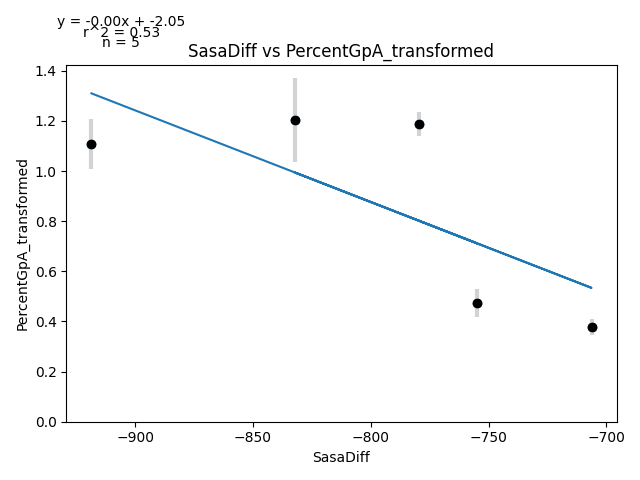 y = -0.00x + -2.05
r^2 = 0.53
n = 5
SasaDiff vs PercentGpA_transformed
PercentGpA_transformed
1.4
1.2
1.0
0.8
0.6
0.4
0.2
0.0
−900
−850
−800
−750
−700
SasaDiff